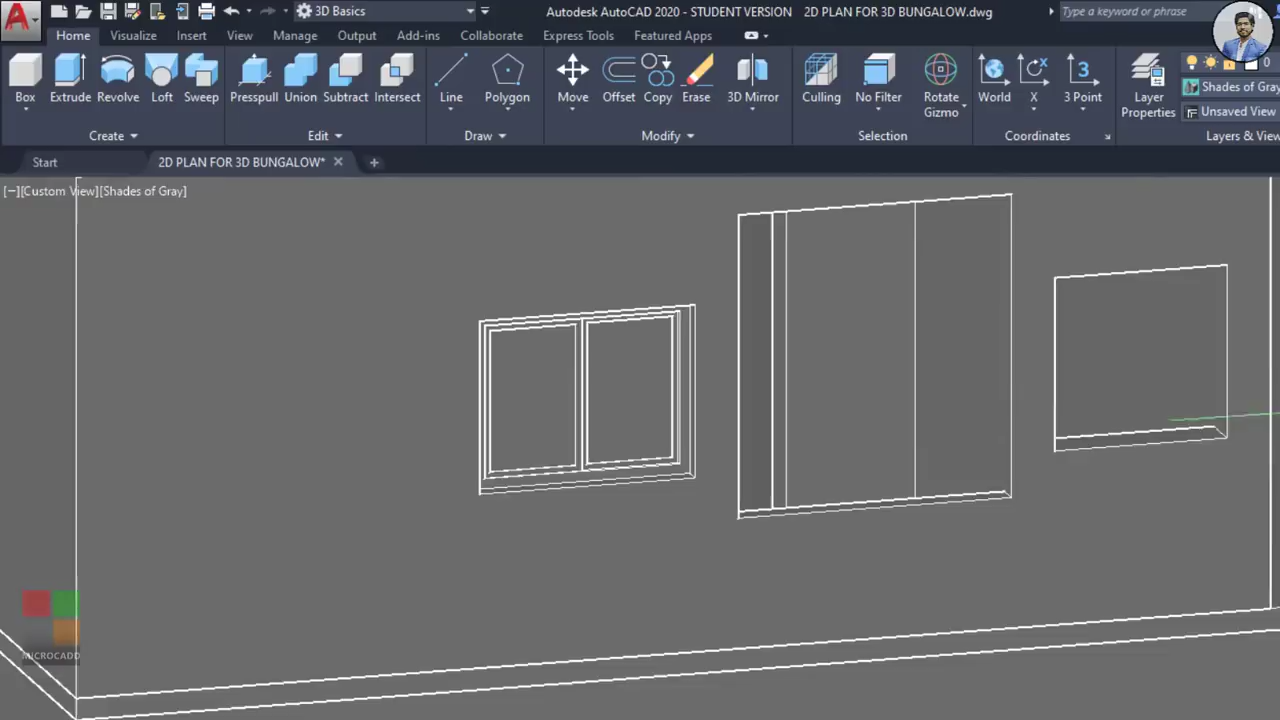 3D Basics
Autodesk AutoCAD 2020 - STUDENT VERSION 2D PLAN FOR 3D BUNGALOW.dwg
Type a keyword or phrase
Home Visualize Insert View Manage Output Add-ins Collaborate Express Tools Featured Apps
0
Shades of Gray
Unsaved View
Box Extrude Revolve Loft Sweep Presspull Union Subtract Intersect Line Polygon Move Offset Copy Erase 3D Mirror Culling No Filter Rotate Gizmo World X 3 Point Layer Properties
Create Edit Draw Modify Selection Coordinates Layers & View
Start 2D PLAN FOR 3D BUNGALOW*
[−][Custom View][Shades of Gray]
MICROCADD